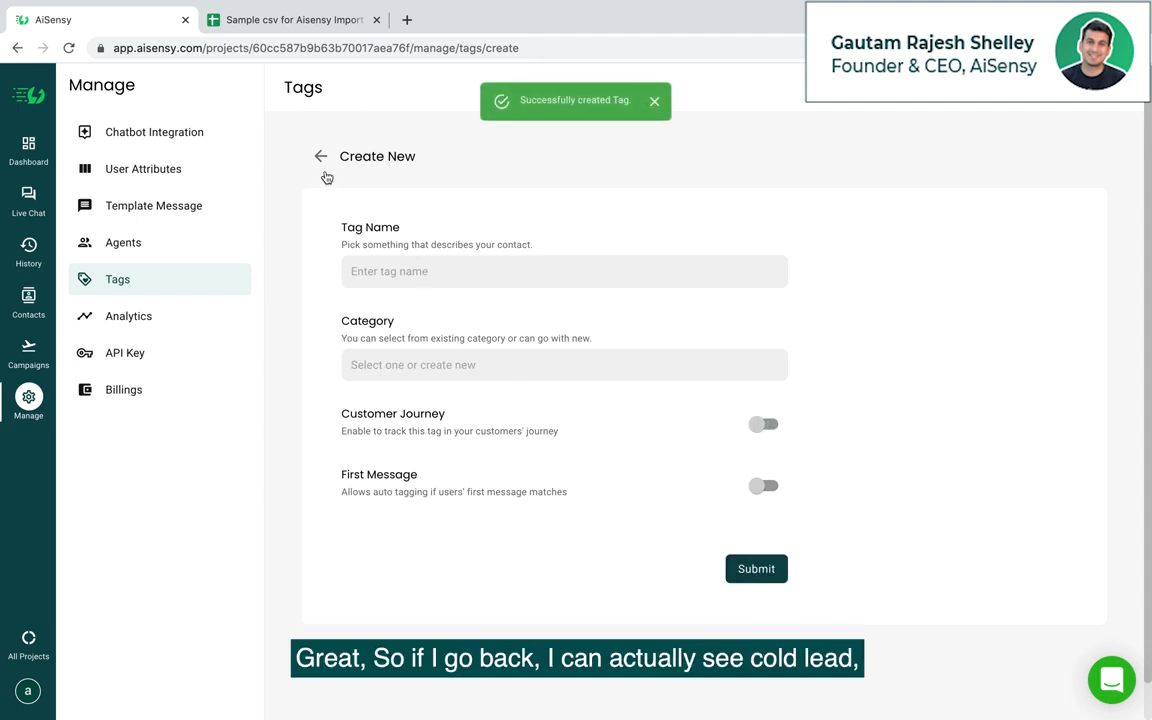 AiSensy
Sample csv for Aisensy Import
app.aisensy.com/projects/60cc587b9b63b70017aea76f/manage/tags/create
Gautam Rajesh Shelley
Founder & CEO, AiSensy
Dashboard
Live Chat
History
Contacts
Campaigns
Manage
All Projects
a
Manage
Chatbot Integration
User Attributes
Template Message
Agents
Tags
Analytics
API Key
Billings
Tags
Successfully created Tag.
Create New
Tag Name
Pick something that describes your contact.
Enter tag name
Category
You can select from existing category or can go with new.
Select one or create new
Customer Journey
Enable to track this tag in your customers' journey
First Message
Allows auto tagging if users' first message matches
Submit
Great, So if I go back, I can actually see cold lead,